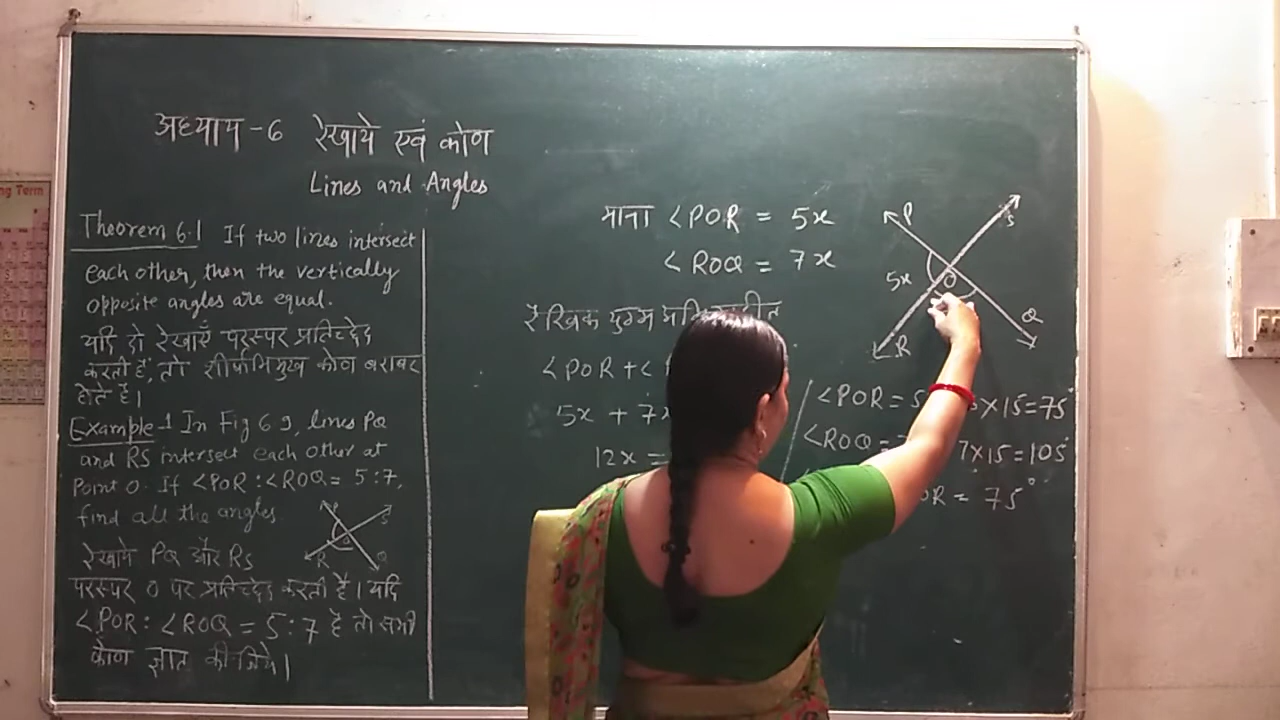 अध्याय - 6 रेखाये एवं कोण
Lines and Angles
Theorem 6.1 If two lines intersect
each other, then the vertically
opposite angles are equal.
यदि दो रेखाएँ परस्पर प्रतिच्छेद
करती हैं, तो शीर्षाभिमुख कोण बराबर
होते हैं।
Example -1 In Fig 6 9, lines PQ
and RS intersect each other at
Point O. If <POR : <ROQ = 5:7,
find all the angles.
P
S
O
R
Q
रेखाये PQ और RS
परस्पर O पर प्रतिच्छेद करती हैं। यदि
<POR : <ROQ = 5:7 है तो सभी
कोण ज्ञात कीजिये।
माना <POR = 5x
<ROQ = 7x
रैखिक युग्म
<POR + <
5x + 7x
12x =
P
S
5x
O
Q
R
<POR = 5 ×15=75°
<ROQ = 7×15=105°
OR = 75°
ng Term